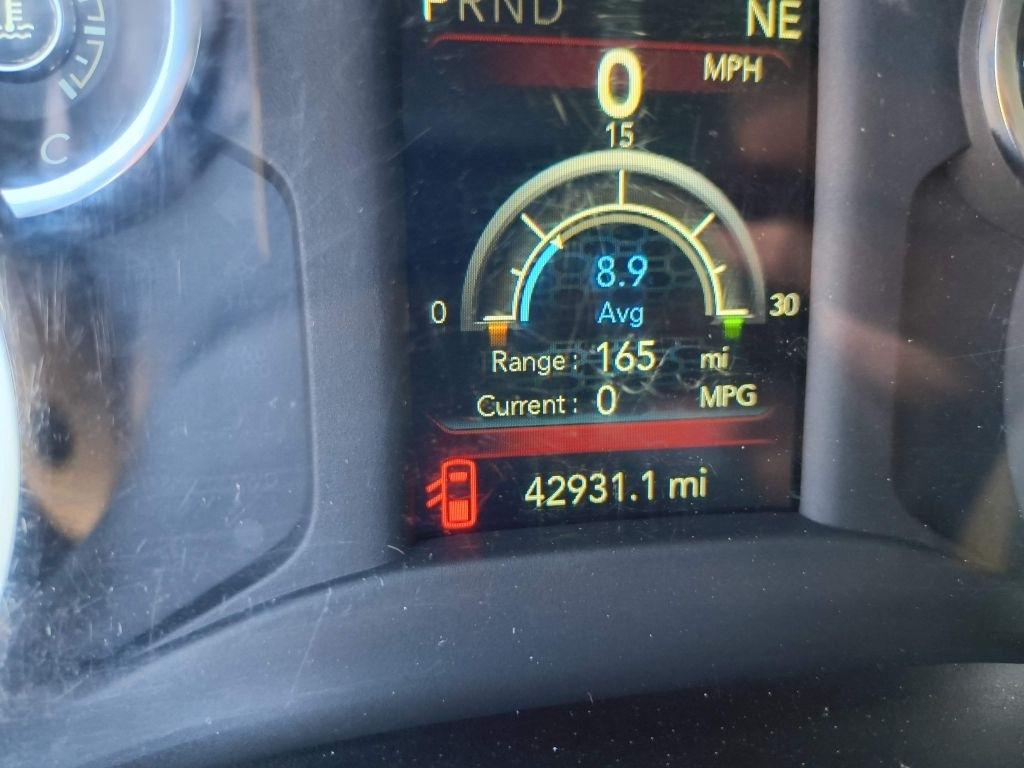 PRND
NE
0 MPH
C
15
8.9
Avg
0
30
Range: 165 mi
Current: 0 MPG
42931.1 mi